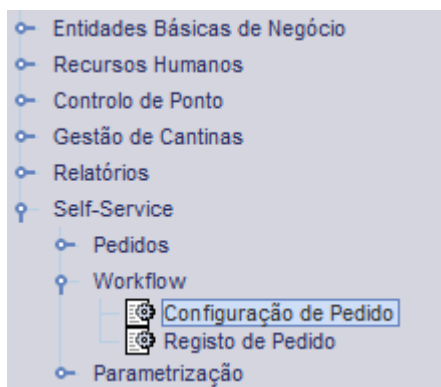 Entidades Básicas de Negócio
Recursos Humanos
Controlo de Ponto
Gestão de Cantinas
Relatórios
Self-Service
Pedidos
Workflow
Configuração de Pedido
Registo de Pedido
Parametrização